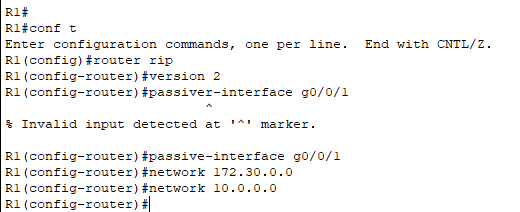 R1#
R1#conf t
Enter configuration commands, one per line.  End with CNTL/Z.
R1(config)#router rip
R1(config-router)#version 2
R1(config-router)#passiver-interface g0/0/1
^
% Invalid input detected at '^' marker.
R1(config-router)#passive-interface g0/0/1
R1(config-router)#network 172.30.0.0
R1(config-router)#network 10.0.0.0
R1(config-router)#